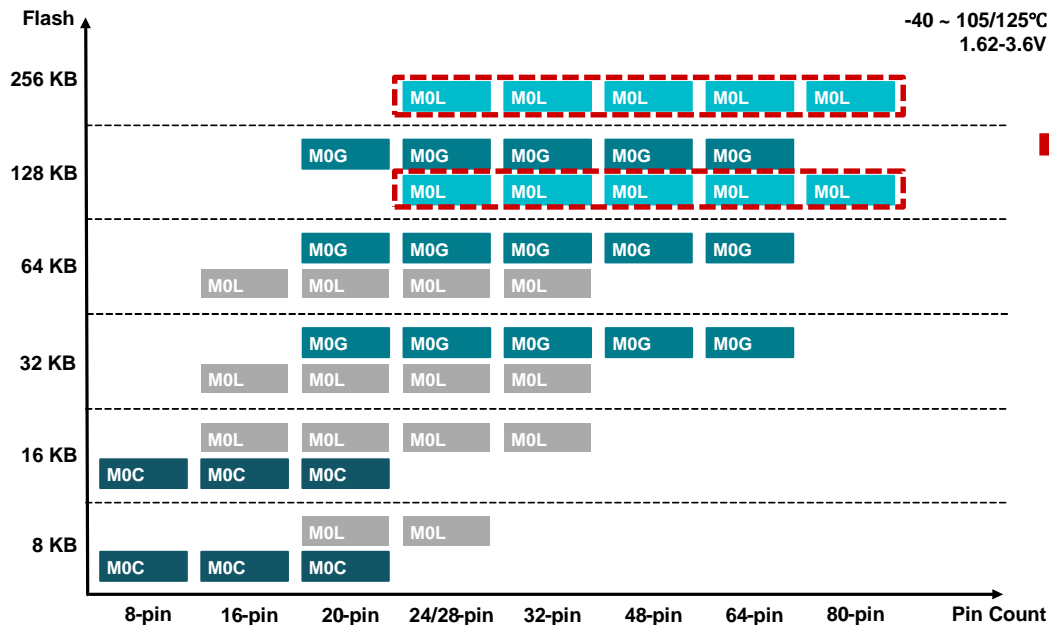 Flash
-40 ~ 105/125℃
1.62-3.6V
256 KB
M0L M0L M0L M0L M0L
128 KB
M0G M0G M0G M0G M0G
M0L M0L M0L M0L M0L
64 KB
M0G M0G M0G M0G M0G
M0L M0L M0L M0L
32 KB
M0G M0G M0G M0G M0G
M0L M0L M0L M0L
16 KB
M0L M0L M0L M0L
M0C M0C M0C
8 KB
M0L M0L
M0C M0C M0C
8-pin 16-pin 20-pin 24/28-pin 32-pin 48-pin 64-pin 80-pin Pin Count